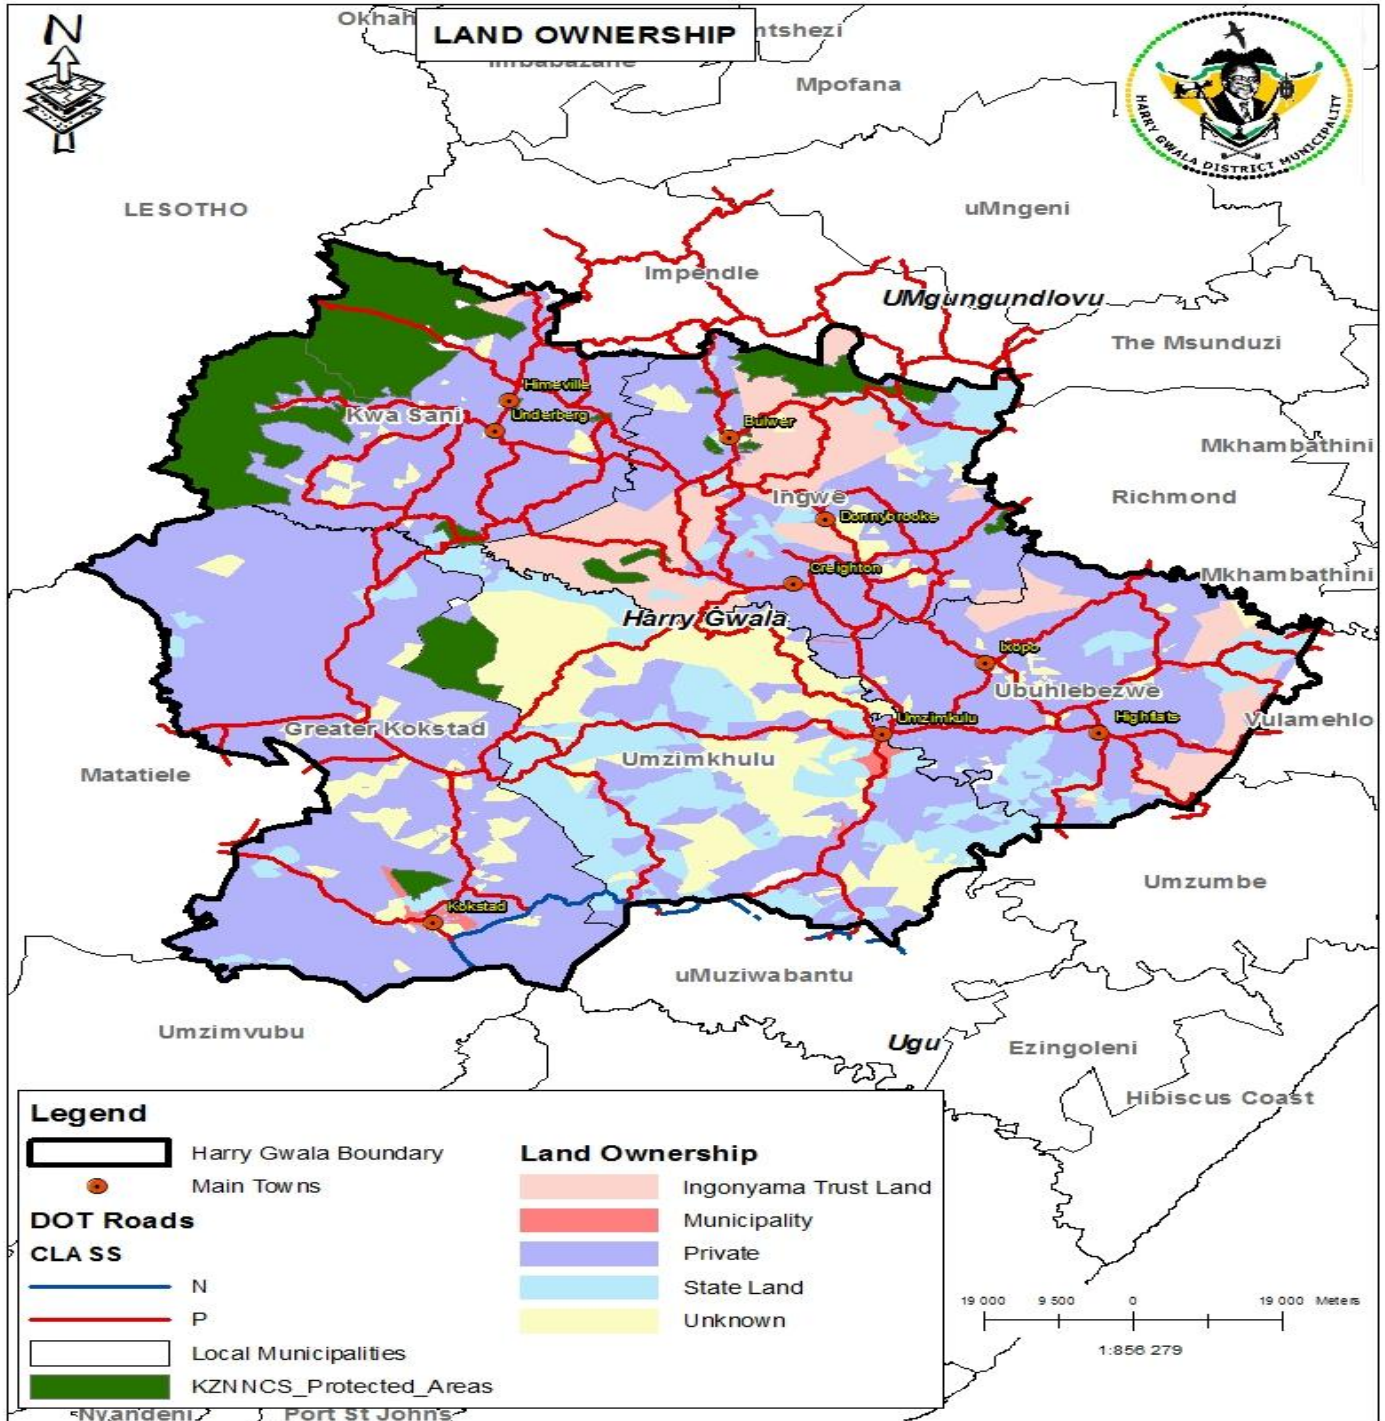 N
LAND OWNERSHIP
Okhah
ntshezi
Imbabazane
Mpofana
HARRY GWALA DISTRICT MUNICIPALITY
LESOTHO
uMngeni
Impendle
UMgungundlovu
The Msunduzi
Himeville
Kwa Sani
Underberg
Bulwer
Mkhambathini
Ingwe
Richmond
Donnybrooke
Creighton
Mkhambathini
Harry Gwala
Ixopo
Ubuhlebezwe
Greater Kokstad
Umzimkulu
Highflats
Vulamehlo
Matatiele
Umzimkhulu
Umzumbe
Kokstad
uMuziwabantu
Umzimvubu
Ugu
Ezingoleni
Hibiscus Coast
Legend
Harry Gwala Boundary
Main Towns
DOT Roads
CLASS
N
P
Local Municipalities
KZNNCS_Protected_Areas
Land Ownership
Ingonyama Trust Land
Municipality
Private
State Land
Unknown
19 000 9 500 0 19 000 Meters
1:856 279
Nyandeni
Port St Johns